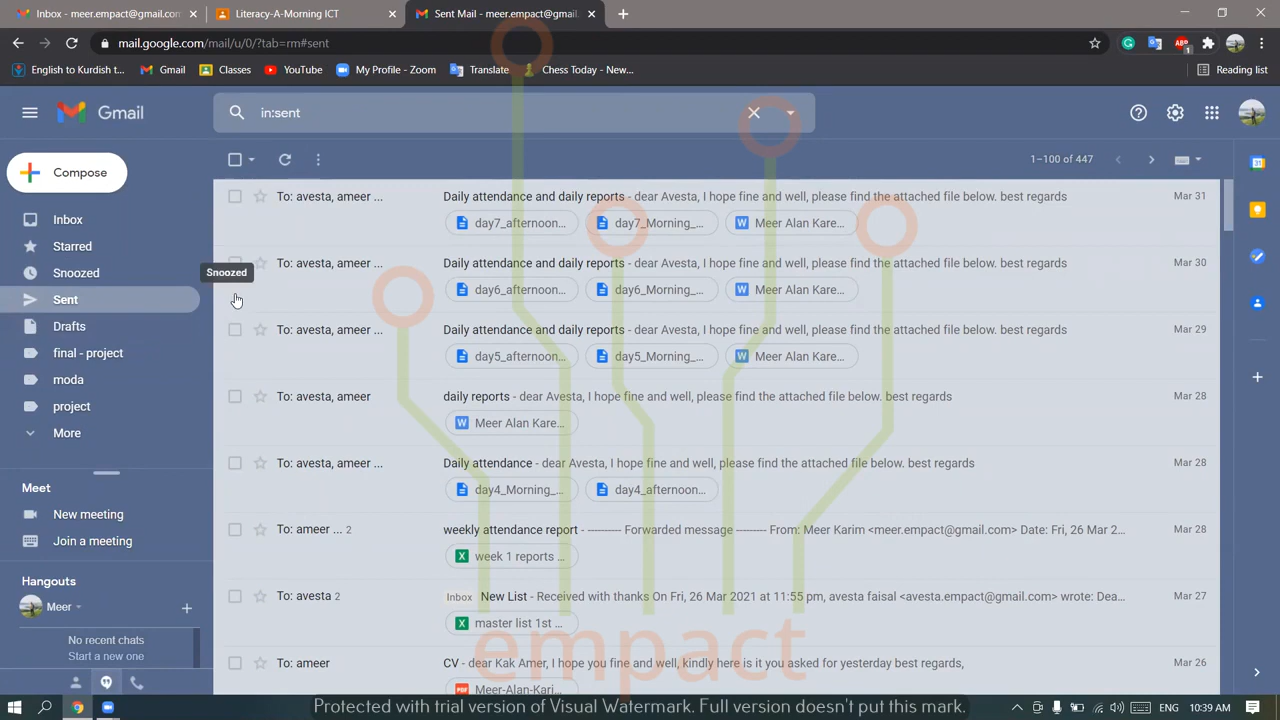 Inbox - meer.empact@gmail.com
Literacy-A-Morning ICT
Sent Mail - meer.empact@gmail.
mail.google.com/mail/u/0/?tab=rm#sent
English to Kurdish t...
Gmail
Classes
YouTube
My Profile - Zoom
Translate
Chess Today - New...
Reading list
Gmail
in:sent
Compose
1–100 of 447
Inbox
Starred
Snoozed
Snoozed
Sent
Drafts
final - project
moda
project
More
Meet
New meeting
Join a meeting
Hangouts
Meer
No recent chats
Start a new one
To: avesta, ameer ... Daily attendance and daily reports - dear Avesta, I hope fine and well, please find the attached file below. best regards Mar 31
day7_afternoon... day7_Morning_... Meer Alan Kare...
To: avesta, ameer ... Daily attendance and daily reports - dear Avesta, I hope fine and well, please find the attached file below. best regards Mar 30
day6_afternoon... day6_Morning_... Meer Alan Kare...
To: avesta, ameer ... Daily attendance and daily reports - dear Avesta, I hope fine and well, please find the attached file below. best regards Mar 29
day5_afternoon... day5_Morning_... Meer Alan Kare...
To: avesta, ameer daily reports - dear Avesta, I hope fine and well, please find the attached file below. best regards Mar 28
Meer Alan Kare...
To: avesta, ameer ... Daily attendance - dear Avesta, I hope fine and well, please find the attached file below. best regards Mar 28
day4_Morning_... day4_afternoon...
To: ameer ... 2 weekly attendance report - ---------- Forwarded message --------- From: Meer Karim <meer.empact@gmail.com> Date: Fri, 26 Mar 2... Mar 28
week 1 reports ...
To: avesta 2 Inbox New List - Received with thanks On Fri, 26 Mar 2021 at 11:55 pm, avesta faisal <avesta.empact@gmail.com> wrote: Dea... Mar 27
master list 1st ...
To: ameer CV - dear Kak Amer, I hope you fine and well, kindly here is it you asked for yesterday best regards, Mar 26
PDF Meer-Alan-Kari...
empact
Protected with trial version of Visual Watermark. Full version doesn't put this mark.
ENG 10:39 AM